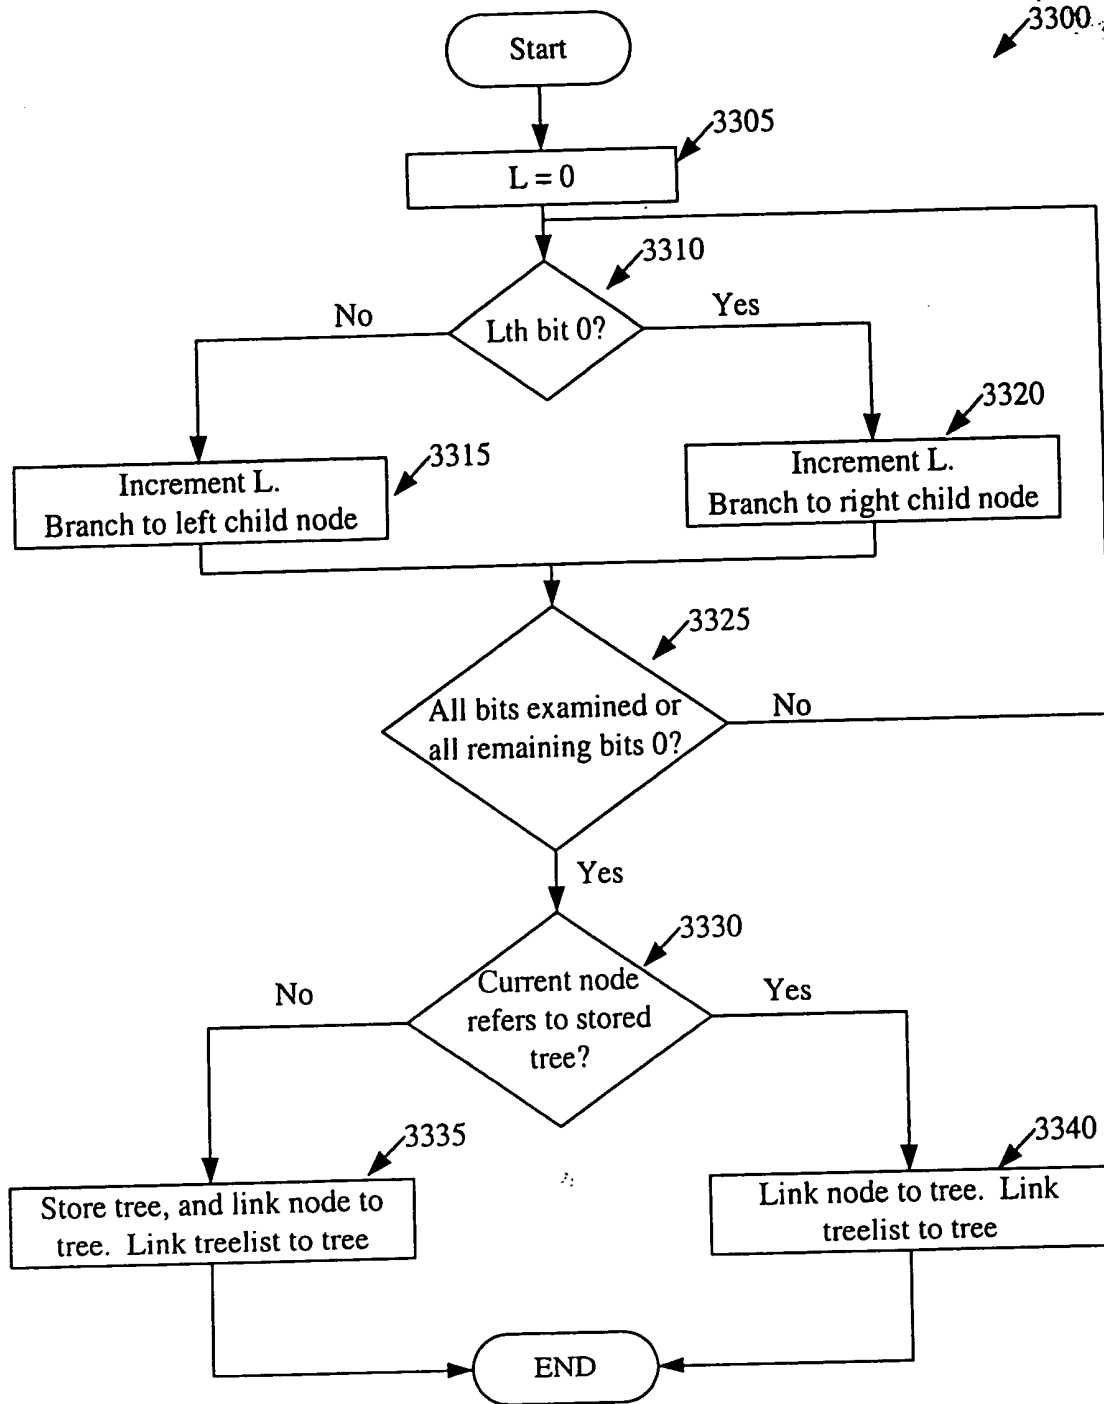 3300
Start
3305
L = 0
3310
No
Lth bit 0?
Yes
3320
3315
Increment L.
Branch to left child node
Increment L.
Branch to right child node
3325
All bits examined or
all remaining bits 0?
No
Yes
3330
No
Current node
refers to stored
tree?
Yes
3335
3340
Store tree, and link node to
tree. Link treelist to tree
Link node to tree. Link
treelist to tree
END